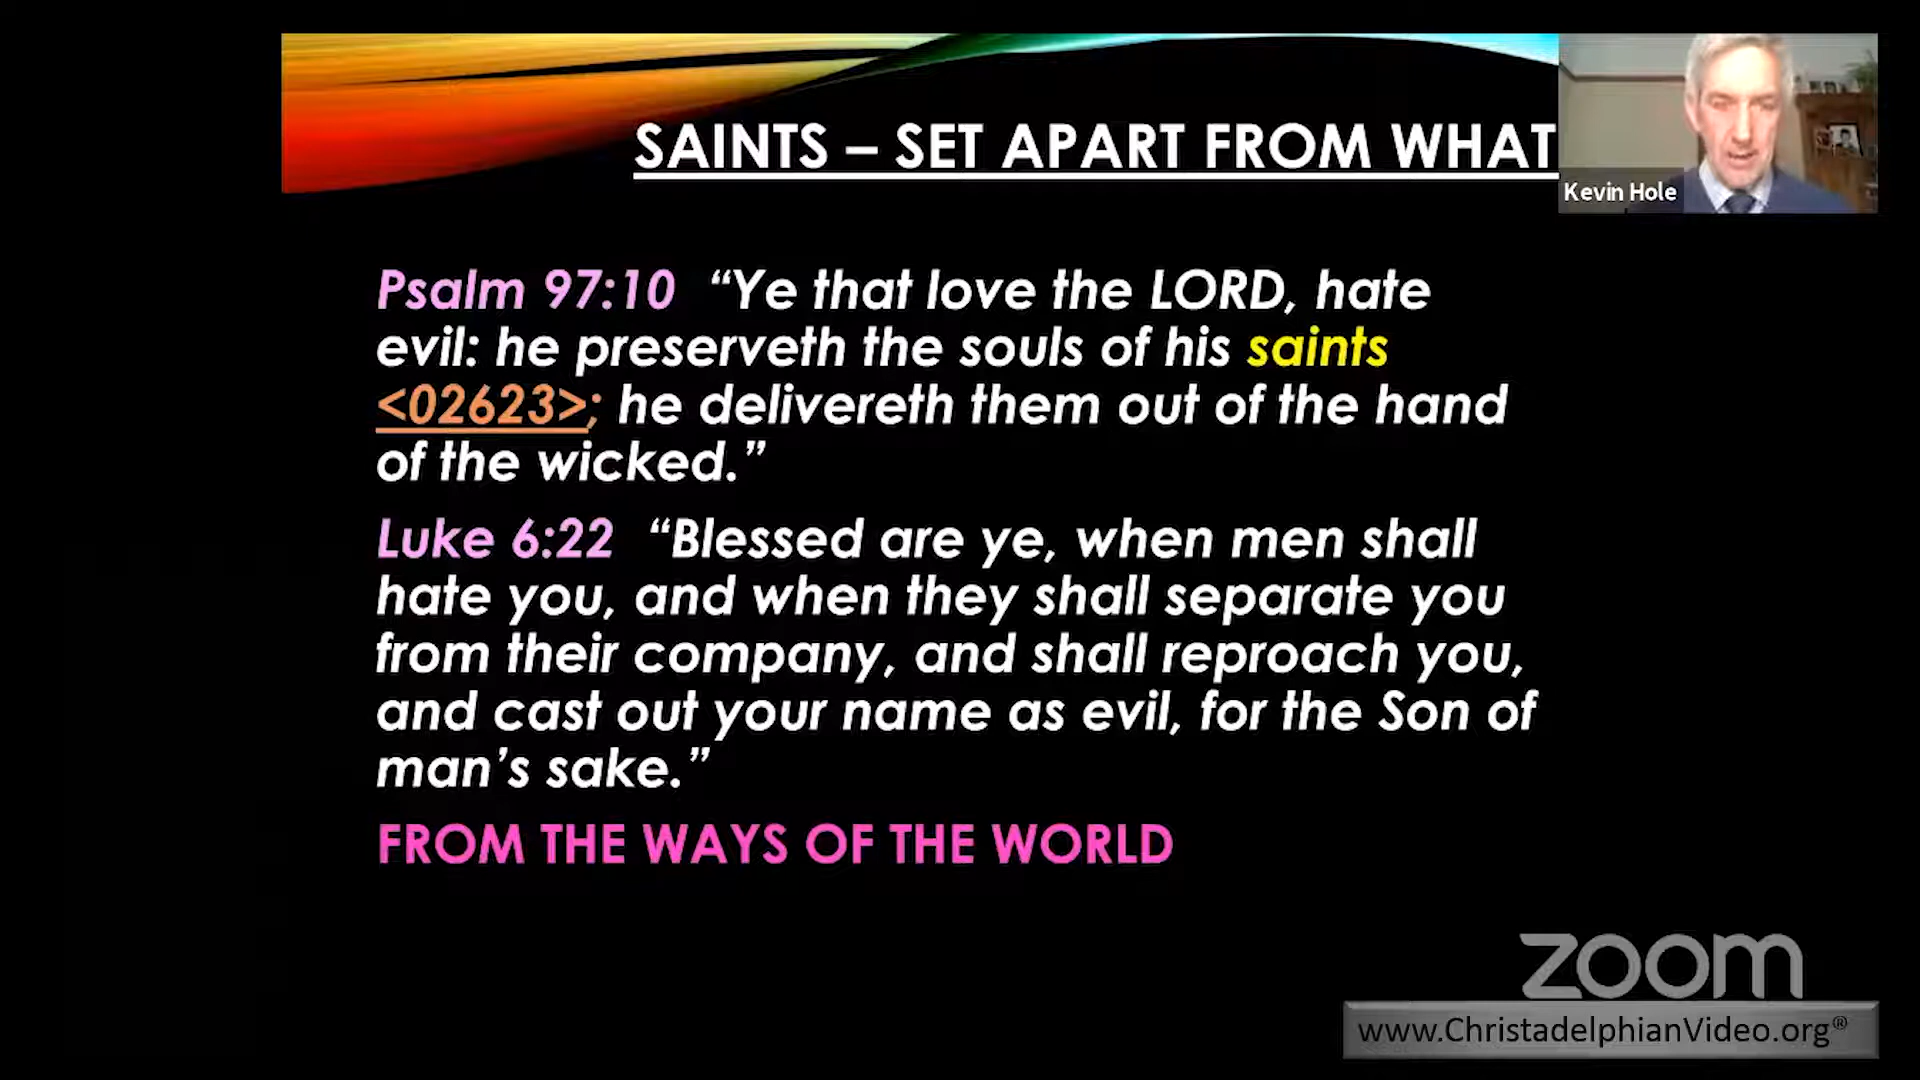 SAINTS – SET APART FROM WHAT
Kevin Hole
Psalm 97:10 “Ye that love the LORD, hate
evil: he preserveth the souls of his saints
<02623>; he delivereth them out of the hand
of the wicked.”
Luke 6:22 “Blessed are ye, when men shall
hate you, and when they shall separate you
from their company, and shall reproach you,
and cast out your name as evil, for the Son of
man’s sake.”
FROM THE WAYS OF THE WORLD
zoom
www.ChristadelphianVideo.org®